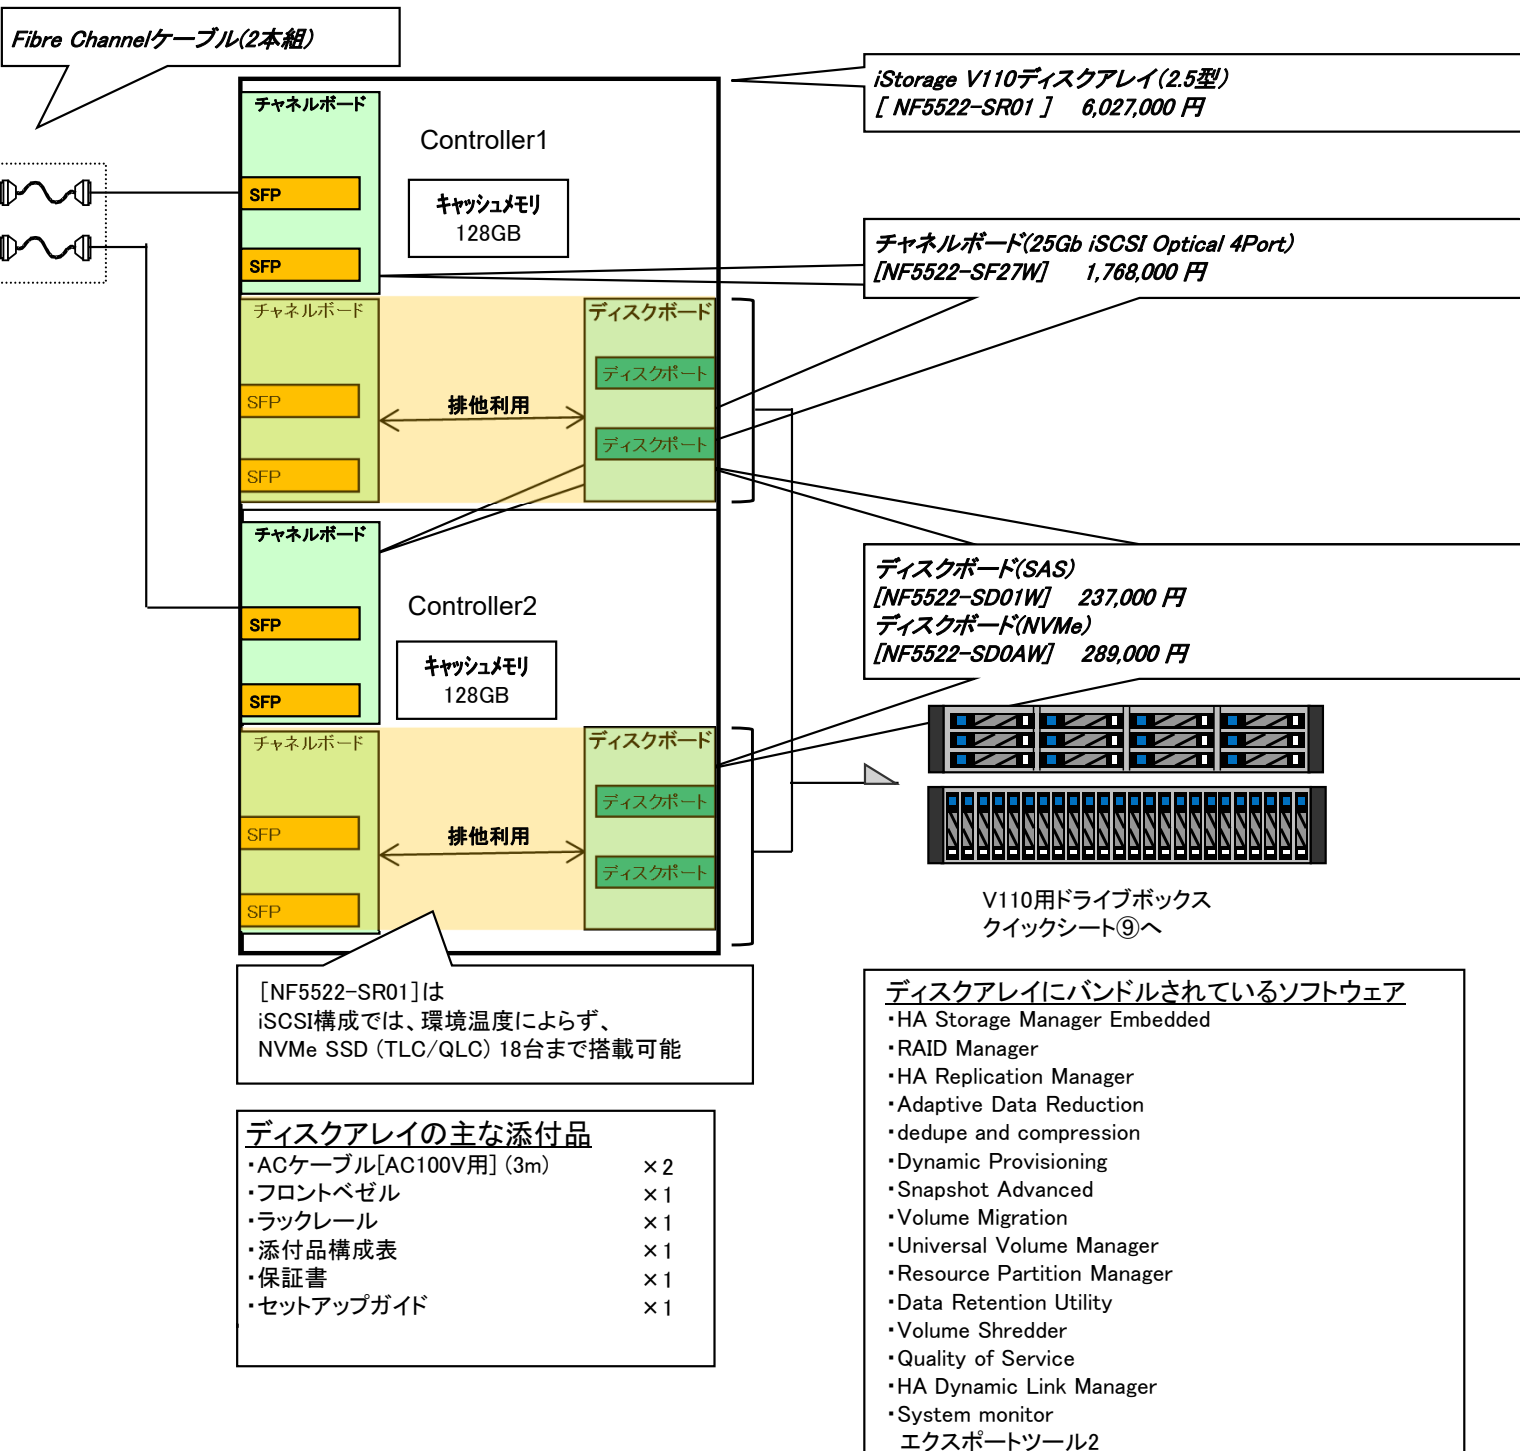 Fibre Channelケーブル(2本組)
iStorage V110ディスクアレイ(2.5型)
[ NF5522-SR01 ] 6,027,000 円
チャネルボード
Controller1
SFP
キャッシュメモリ
128GB
SFP
チャネルボード(25Gb iSCSI Optical 4Port)
[NF5522-SF27W] 1,768,000 円
チャネルボード
ディスクボード
ディスクポート
SFP
排他利用
ディスクポート
SFP
チャネルボード
Controller2
SFP
キャッシュメモリ
128GB
SFP
ディスクボード(SAS)
[NF5522-SD01W] 237,000 円
ディスクボード(NVMe)
[NF5522-SD0AW] 289,000 円
チャネルボード
ディスクボード
ディスクポート
SFP
排他利用
ディスクポート
SFP
V110用ドライブボックス
クイックシート⑨へ
[NF5522-SR01]は
iSCSI構成では、環境温度によらず、
NVMe SSD (TLC/QLC) 18台まで搭載可能
ディスクアレイの主な添付品
・ACケーブル[AC100V用] (3m) ×2
・フロントベゼル ×1
・ラックレール ×1
・添付品構成表 ×1
・保証書 ×1
・セットアップガイド ×1
ディスクアレイにバンドルされているソフトウェア
・HA Storage Manager Embedded
・RAID Manager
・HA Replication Manager
・Adaptive Data Reduction
・dedupe and compression
・Dynamic Provisioning
・Snapshot Advanced
・Volume Migration
・Universal Volume Manager
・Resource Partition Manager
・Data Retention Utility
・Volume Shredder
・Quality of Service
・HA Dynamic Link Manager
・System monitor
エクスポートツール2